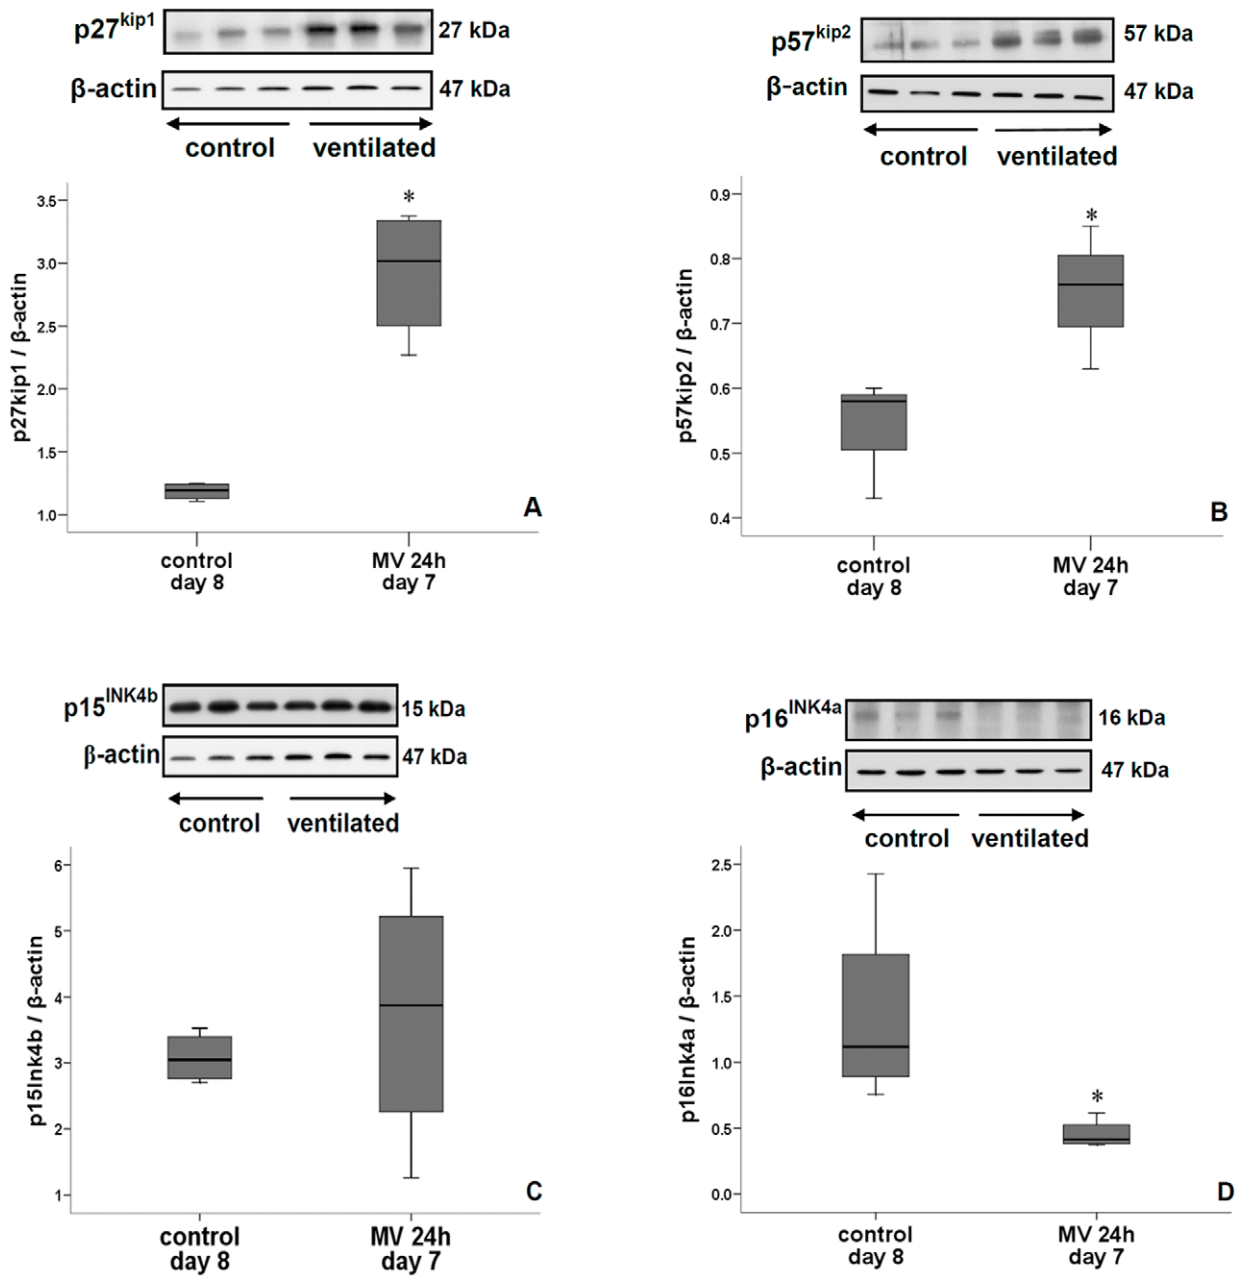 p27kip1 27 kDa
β-actin 47 kDa
control ventilated
*
3.5
3.0
2.5
2.0
1.5
1.0
p27kip1 / β-actin
A
control MV 24h
day 8 day 7
p57kip2 57 kDa
β-actin 47 kDa
control ventilated
*
0.9
0.8
0.7
0.6
0.5
0.4
p57kip2 / β-actin
B
control MV 24h
day 8 day 7
p15INK4b 15 kDa
β-actin 47 kDa
control ventilated
6
5
4
3
2
1
p15Ink4b / β-actin
C
control MV 24h
day 8 day 7
p16INK4a 16 kDa
β-actin 47 kDa
control ventilated
2.5
2.0
1.5
1.0
0.5
0.0
p16Ink4a / β-actin
*
D
control MV 24h
day 8 day 7